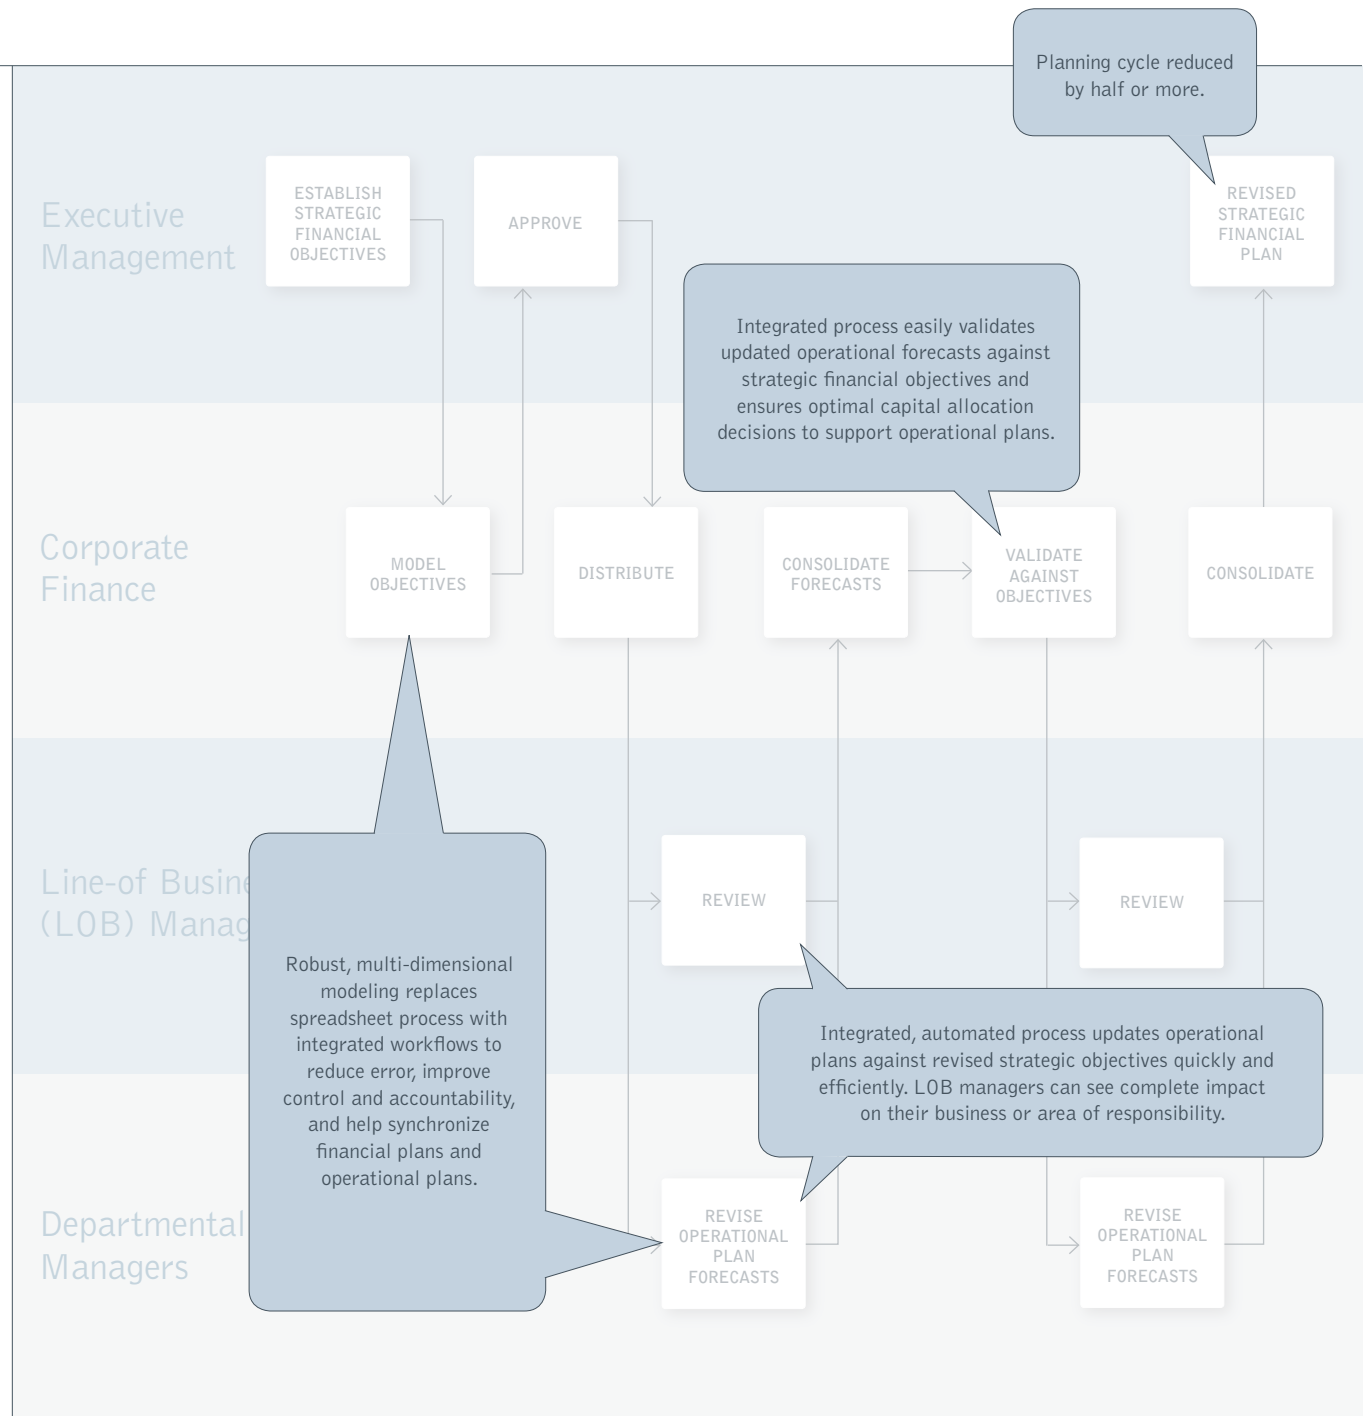 Planning cycle reduced
by half or more.
Executive
Management
ESTABLISH
STRATEGIC
FINANCIAL
OBJECTIVES
APPROVE
REVISED
STRATEGIC
FINANCIAL
PLAN
Integrated process easily validates
updated operational forecasts against
strategic financial objectives and
ensures optimal capital allocation
decisions to support operational plans.
Corporate
Finance
MODEL
OBJECTIVES
DISTRIBUTE
CONSOLIDATE
FORECASTS
VALIDATE
AGAINST
OBJECTIVES
CONSOLIDATE
Line-of
(LOB)
REVIEW
REVIEW
Robust, multi-dimensional
modeling replaces
spreadsheet process with
integrated workflows to
reduce error, improve
control and accountability,
and help synchronize
financial plans and
operational plans.
Integrated, automated process updates operational
plans against revised strategic objectives quickly and
efficiently. LOB managers can see complete impact
on their business or area of responsibility.
Departmental
Managers
REVISE
OPERATIONAL
PLAN
FORECASTS
REVISE
OPERATIONAL
PLAN
FORECASTS